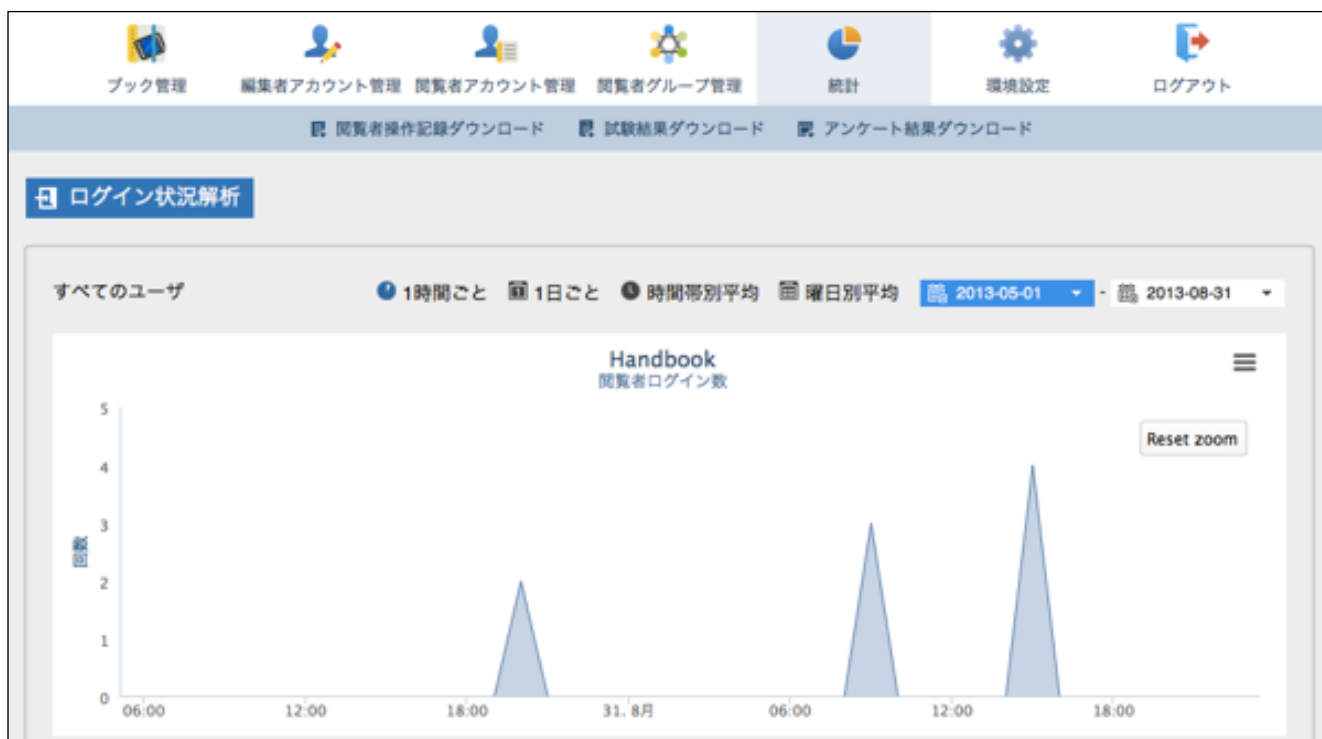 ブック管理 編集者アカウント管理 閲覧者アカウント管理 閲覧者グループ管理 統計 環境設定 ログアウト
閲覧者操作記録ダウンロード 試験結果ダウンロード アンケート結果ダウンロード
ログイン状況解析
すべてのユーザ 1時間ごと 1日ごと 時間帯別平均 曜日別平均 2013-05-01 - 2013-08-31
Handbook
閲覧者ログイン数
Reset zoom
回数
5
4
3
2
1
0
06:00 12:00 18:00 31. 8月 06:00 12:00 18:00